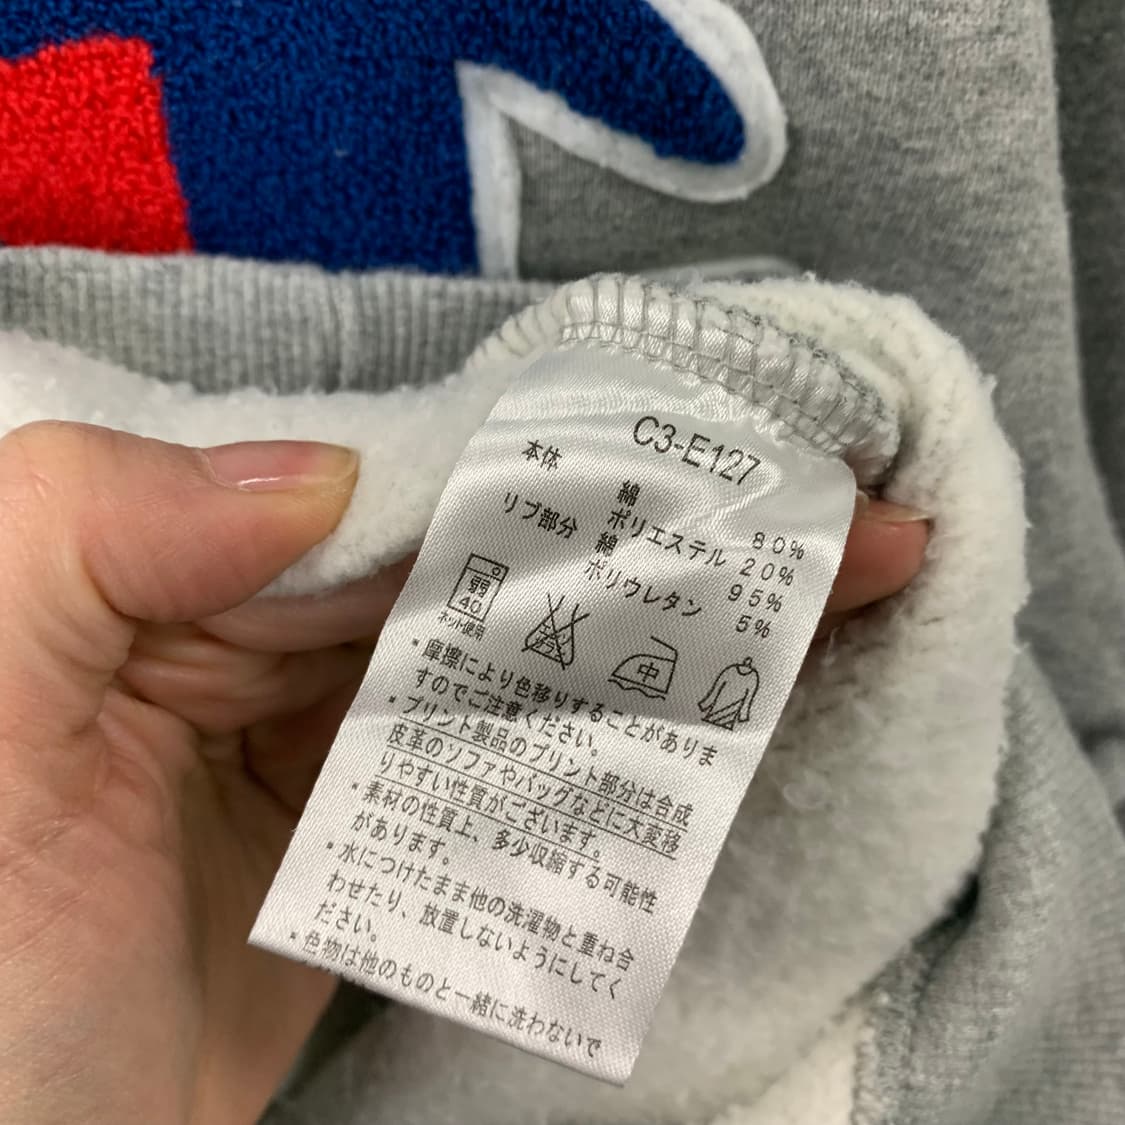 C3-E127
本体 綿 80%
ポリエステル 20%
リブ部分 綿 95%
ポリウレタン 5%
弱
40
ネット使用
エンソ
サラシ
中
・摩擦により色移りすることがありま
すのでご注意ください。
・プリント製品のプリント部分は合成
皮革のソファやバッグなどに大変移
りやすい性質がございます。
・素材の性質上、多少収縮する可能性
があります。
・水につけたまま他の洗濯物と重ね合
わせたり、放置しないようにしてく
ださい。
・色物は他のものと一緒に洗わないで